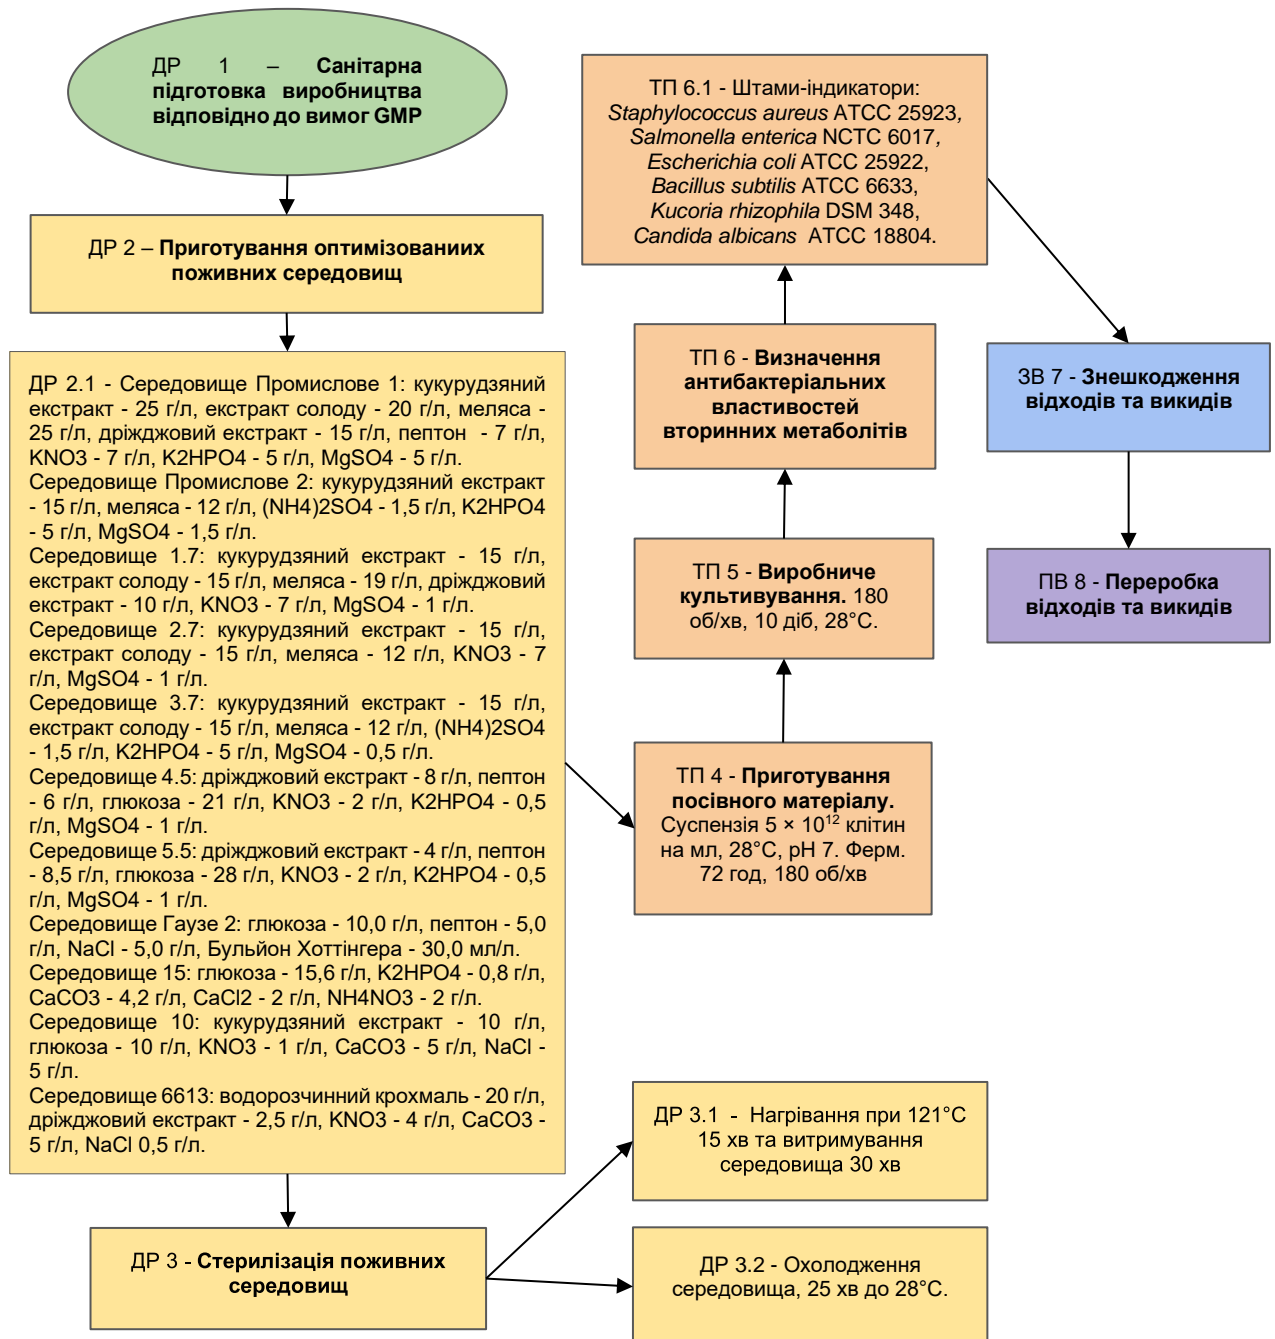 ДР 1 – Санітарна
підготовка виробництва
відповідно до вимог GMP
ДР 2 – Приготування оптимізованиих
поживних середовищ
ДР 2.1 - Середовище Промислове 1: кукурудзяний
екстракт - 25 г/л, екстракт солоду - 20 г/л, меляса -
25 г/л, дріжджовий екстракт - 15 г/л, пептон - 7 г/л,
KNO3 - 7 г/л, K2HPO4 - 5 г/л, MgSO4 - 5 г/л.
Середовище Промислове 2: кукурудзяний екстракт
- 15 г/л, меляса - 12 г/л, (NH4)2SO4 - 1,5 г/л, K2HPO4
- 5 г/л, MgSO4 - 1,5 г/л.
Середовище 1.7: кукурудзяний екстракт - 15 г/л,
екстракт солоду - 15 г/л, меляса - 19 г/л, дріжджовий
екстракт - 10 г/л, KNO3 - 7 г/л, MgSO4 - 1 г/л.
Середовище 2.7: кукурудзяний екстракт - 15 г/л,
екстракт солоду - 15 г/л, меляса - 12 г/л, KNO3 - 7
г/л, MgSO4 - 1 г/л.
Середовище 3.7: кукурудзяний екстракт - 15 г/л,
екстракт солоду - 15 г/л, меляса - 12 г/л, (NH4)2SO4
- 1,5 г/л, K2HPO4 - 5 г/л, MgSO4 - 0,5 г/л.
Середовище 4.5: дріжджовий екстракт - 8 г/л, пептон
- 6 г/л, глюкоза - 21 г/л, KNO3 - 2 г/л, K2HPO4 - 0,5
г/л, MgSO4 - 1 г/л.
Середовище 5.5: дріжджовий екстракт - 4 г/л, пептон
- 8,5 г/л, глюкоза - 28 г/л, KNO3 - 2 г/л, K2HPO4 - 0,5
г/л, MgSO4 - 1 г/л.
Середовище Гаузе 2: глюкоза - 10,0 г/л, пептон - 5,0
г/л, NaCl - 5,0 г/л, Бульйон Хоттінгера - 30,0 мл/л.
Середовище 15: глюкоза - 15,6 г/л, K2HPO4 - 0,8 г/л,
CaCO3 - 4,2 г/л, CaCl2 - 2 г/л, NH4NO3 - 2 г/л.
Середовище 10: кукурудзяний екстракт - 10 г/л,
глюкоза - 10 г/л, KNO3 - 1 г/л, CaCO3 - 5 г/л, NaCl -
5 г/л.
Середовище 6613: водорозчинний крохмаль - 20 г/л,
дріжджовий екстракт - 2,5 г/л, KNO3 - 4 г/л, CaCO3 -
5 г/л, NaCl 0,5 г/л.
ДР 3 - Стерилізація поживних
середовищ
ДР 3.1 - Нагрівання при 121°C
15 хв та витримування
середовища 30 хв
ДР 3.2 - Охолодження
середовища, 25 хв до 28°C.
ТП 4 - Приготування
посівного матеріалу.
Суспензія 5 × 10¹² клітин
на мл, 28°C, pH 7. Ферм.
72 год, 180 об/хв
ТП 5 - Виробниче
культивування. 180
об/хв, 10 діб, 28°C.
ТП 6 - Визначення
антибактеріальних
властивостей
вторинних метаболітів
ТП 6.1 - Штами-індикатори:
Staphylococcus aureus ATCC 25923,
Salmonella enterica NCTC 6017,
Escherichia coli ATCC 25922,
Bacillus subtilis ATCC 6633,
Kucoria rhizophila DSM 348,
Candida albicans ATCC 18804.
ЗВ 7 - Знешкодження
відходів та викидів
ПВ 8 - Переробка
відходів та викидів